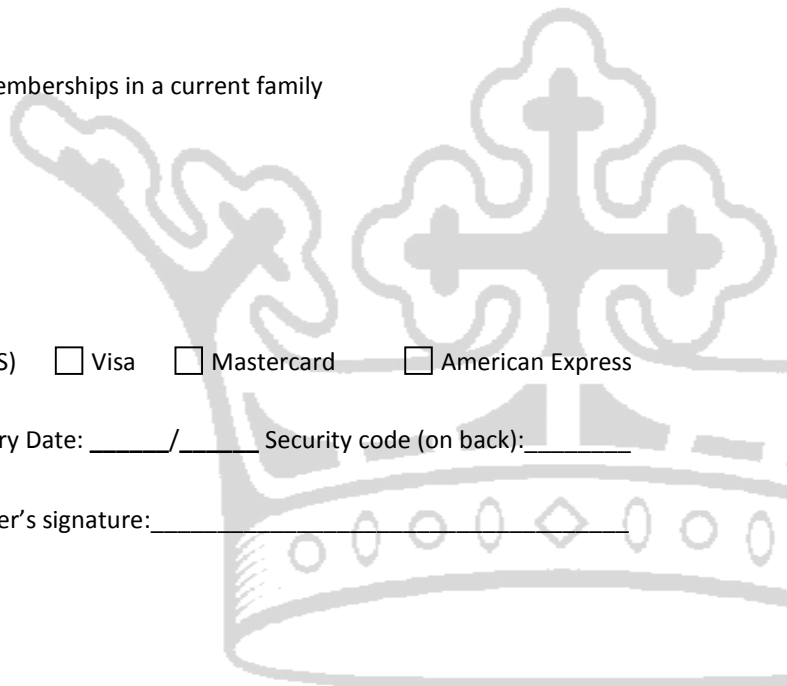 emberships in a current family
S) ☐ Visa ☐ Mastercard ☐ American Express
ry Date: ______/______ Security code (on back):________
er’s signature:____________________________________